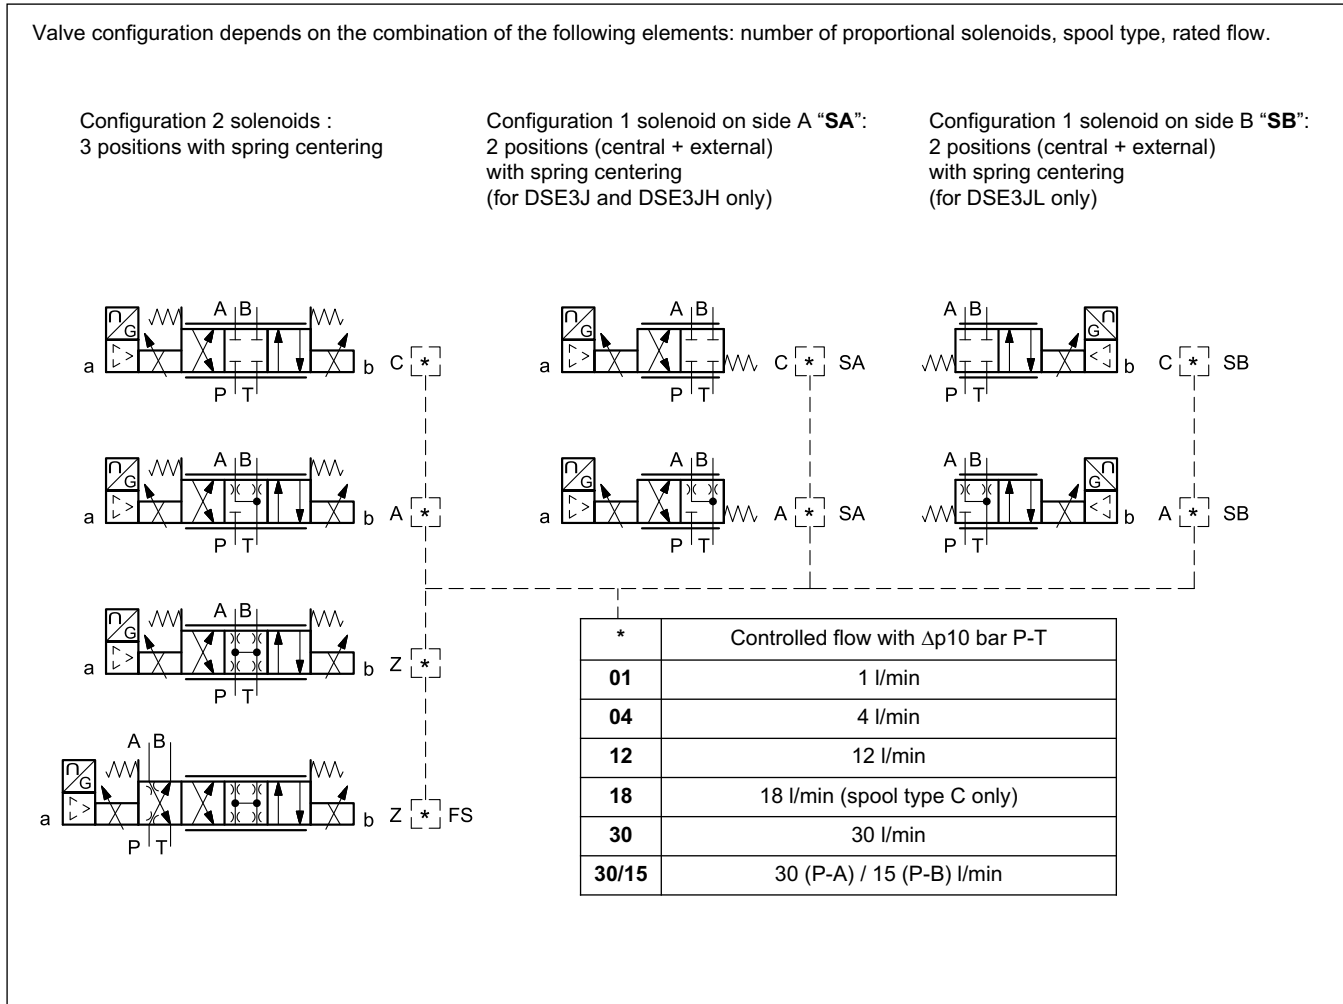 Valve configuration depends on the combination of the following elements: number of proportional solenoids, spool type, rated flow.
Configuration 2 solenoids :
3 positions with spring centering
Configuration 1 solenoid on side A “SA”:
2 positions (central + external)
with spring centering
(for DSE3J and DSE3JH only)
Configuration 1 solenoid on side B “SB”:
2 positions (central + external)
with spring centering
(for DSE3JL only)
A B
G
a
b C *
P T
A B
G
a
C * SA
P T
A B
G
b
C * SB
P T
A B
G
a
b A *
P T
A B
G
a
A * SA
P T
A B
G
b
A * SB
P T
A B
G
a
b Z *
P T
A B
G
a
b Z * FS
P T
* Controlled flow with Δp10 bar P-T
01 1 l/min
04 4 l/min
12 12 l/min
18 18 l/min (spool type C only)
30 30 l/min
30/15 30 (P-A) / 15 (P-B) l/min